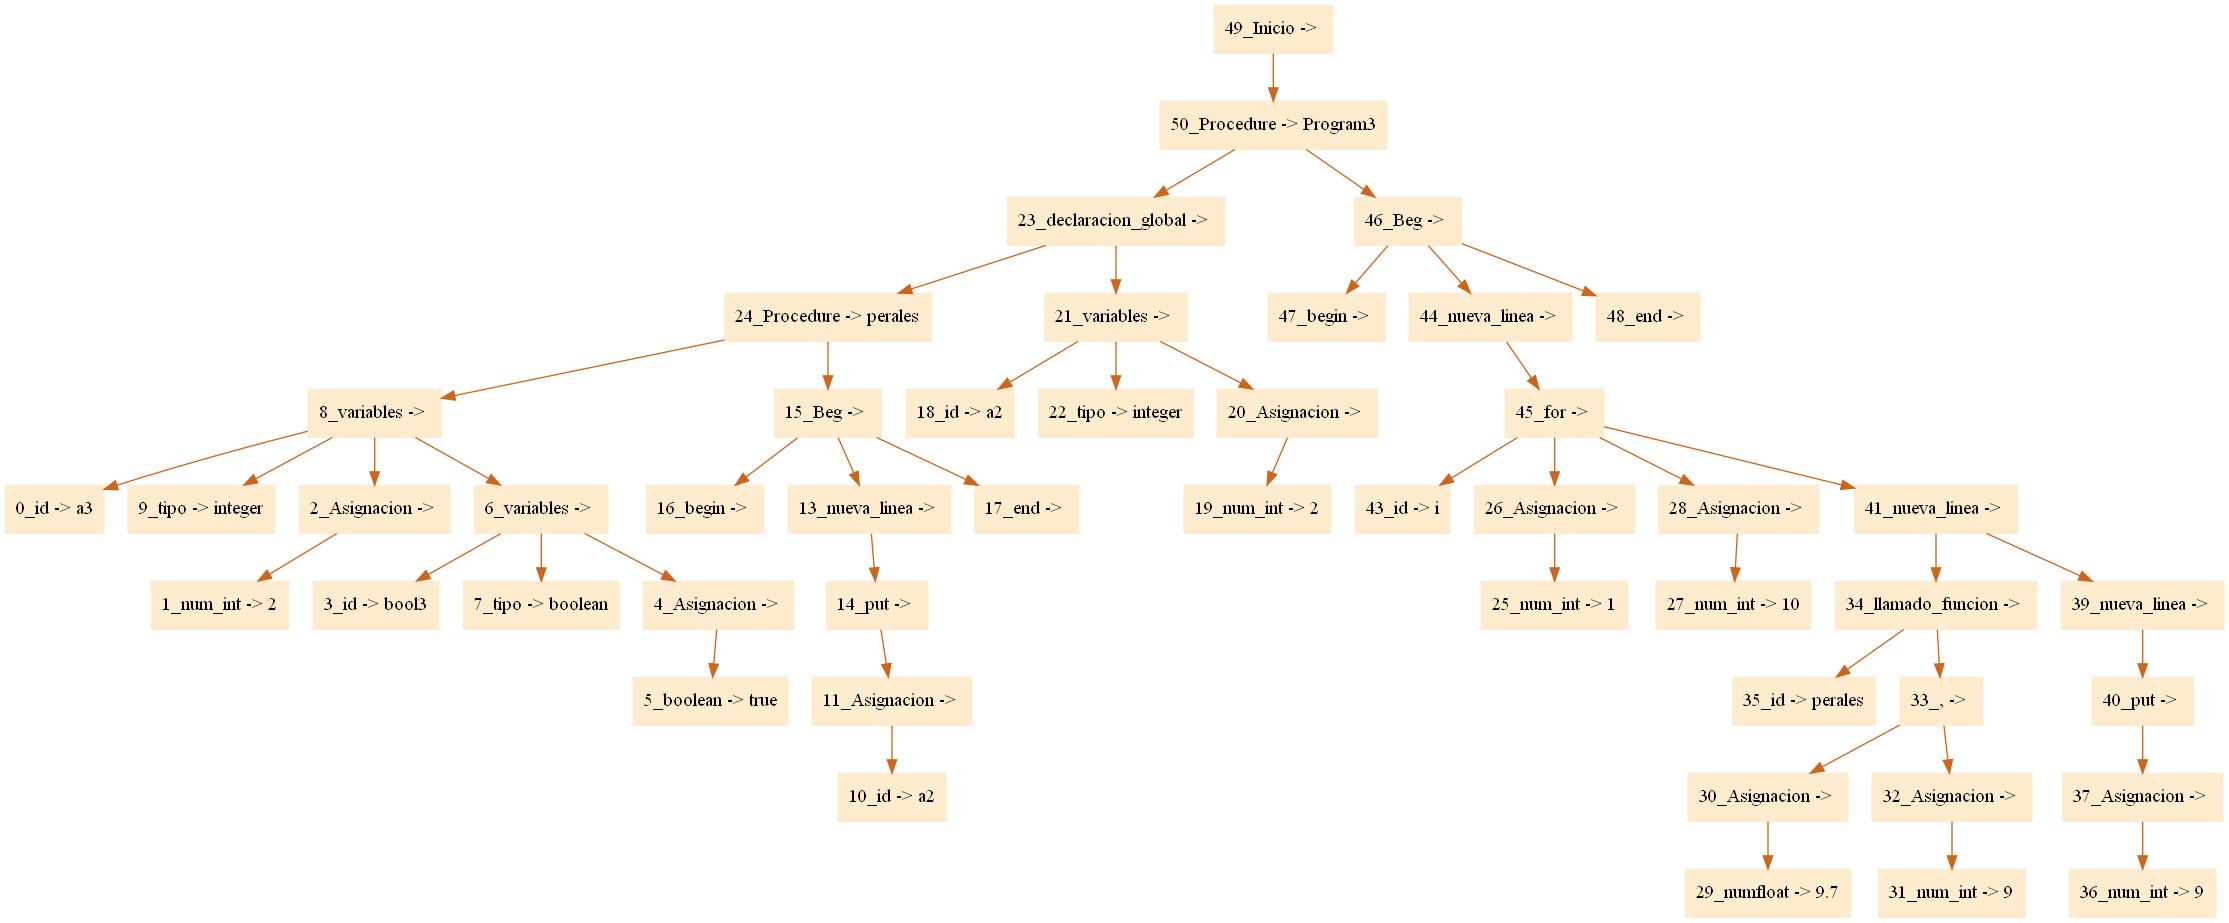 49_Inicio ->
50_Procedure -> Program3
23_declaracion_global ->
46_Beg ->
24_Procedure -> perales
21_variables ->
47_begin ->
44_nueva_linea ->
48_end ->
8_variables ->
15_Beg ->
18_id -> a2
22_tipo -> integer
20_Asignacion ->
45_for ->
0_id -> a3
9_tipo -> integer
2_Asignacion ->
6_variables ->
16_begin ->
13_nueva_linea ->
17_end ->
19_num_int -> 2
43_id -> i
26_Asignacion ->
28_Asignacion ->
41_nueva_linea ->
1_num_int -> 2
3_id -> bool3
7_tipo -> boolean
4_Asignacion ->
14_put ->
25_num_int -> 1
27_num_int -> 10
34_llamado_funcion ->
39_nueva_linea ->
5_boolean -> true
11_Asignacion ->
35_id -> perales
33_, ->
40_put ->
10_id -> a2
30_Asignacion ->
32_Asignacion ->
37_Asignacion ->
29_numfloat -> 9.7
31_num_int -> 9
36_num_int -> 9